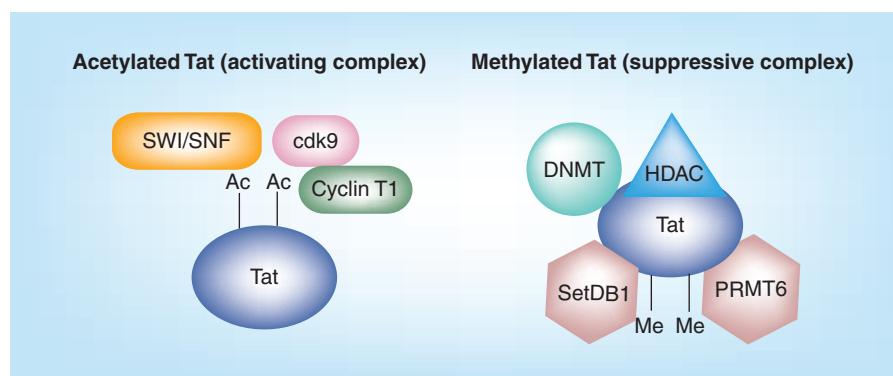 Acetylated Tat (activating complex)
Methylated Tat (suppressive complex)
SWI/SNF
cdk9
Ac Ac
Cyclin T1
Tat
DNMT
HDAC
Tat
SetDB1
PRMT6
Me Me